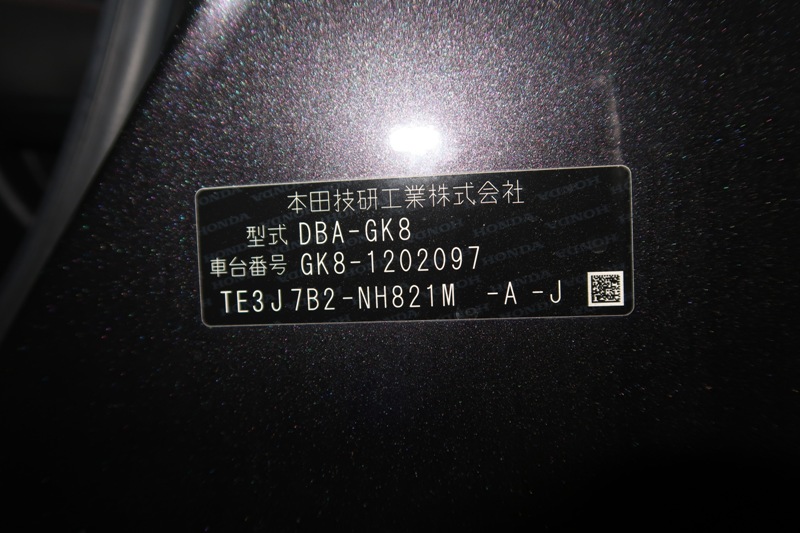 本田技研工業株式会社
型式 DBA-GK8
車台番号 GK8-1202097
TE3J7B2-NH821M -A -J